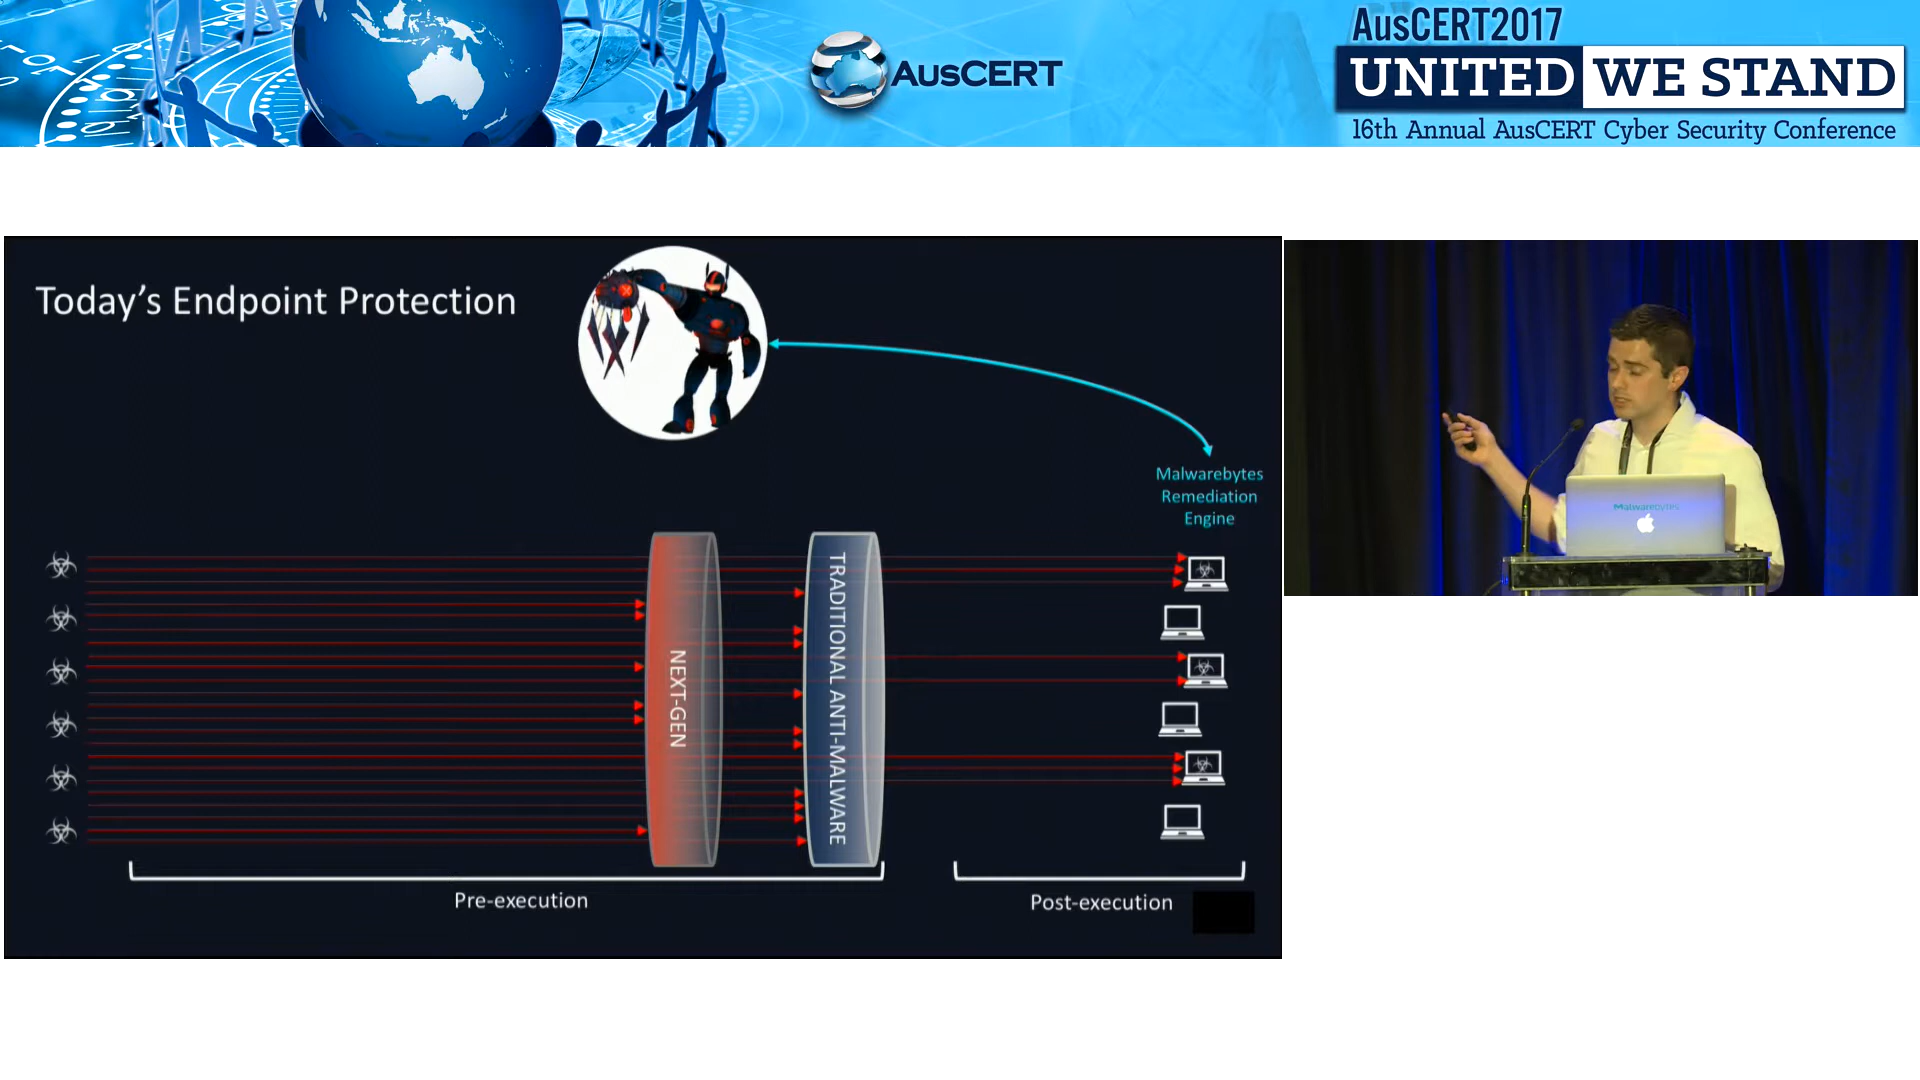 AusCERT
AusCERT2017
UNITED WE STAND
16th Annual AusCERT Cyber Security Conference
Today's Endpoint Protection
Malwarebytes
Remediation
Engine
NEXT-GEN
TRADITIONAL ANTI-MALWARE
Pre-execution
Post-execution
Malwarebytes